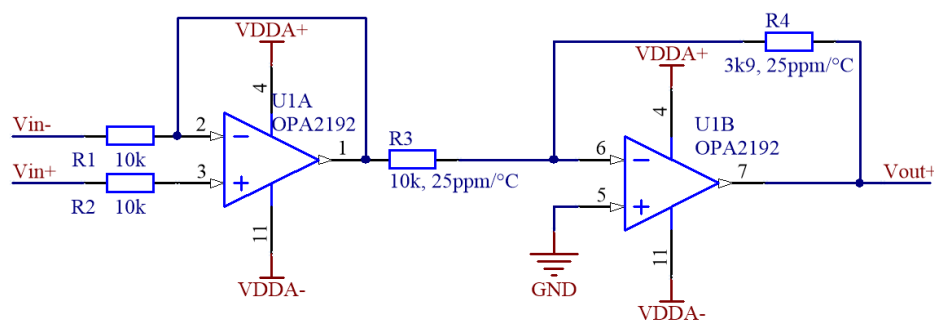 R4
VDDA+
VDDA+
3k9, 25ppm/°C
4
4
U1A
OPA2192
U1B
OPA2192
Vin-
2
R3
1
6
R1
10k
10k, 25ppm/°C
7
Vin+
3
5
Vout+
R2
10k
11
11
VDDA-
GND
VDDA-